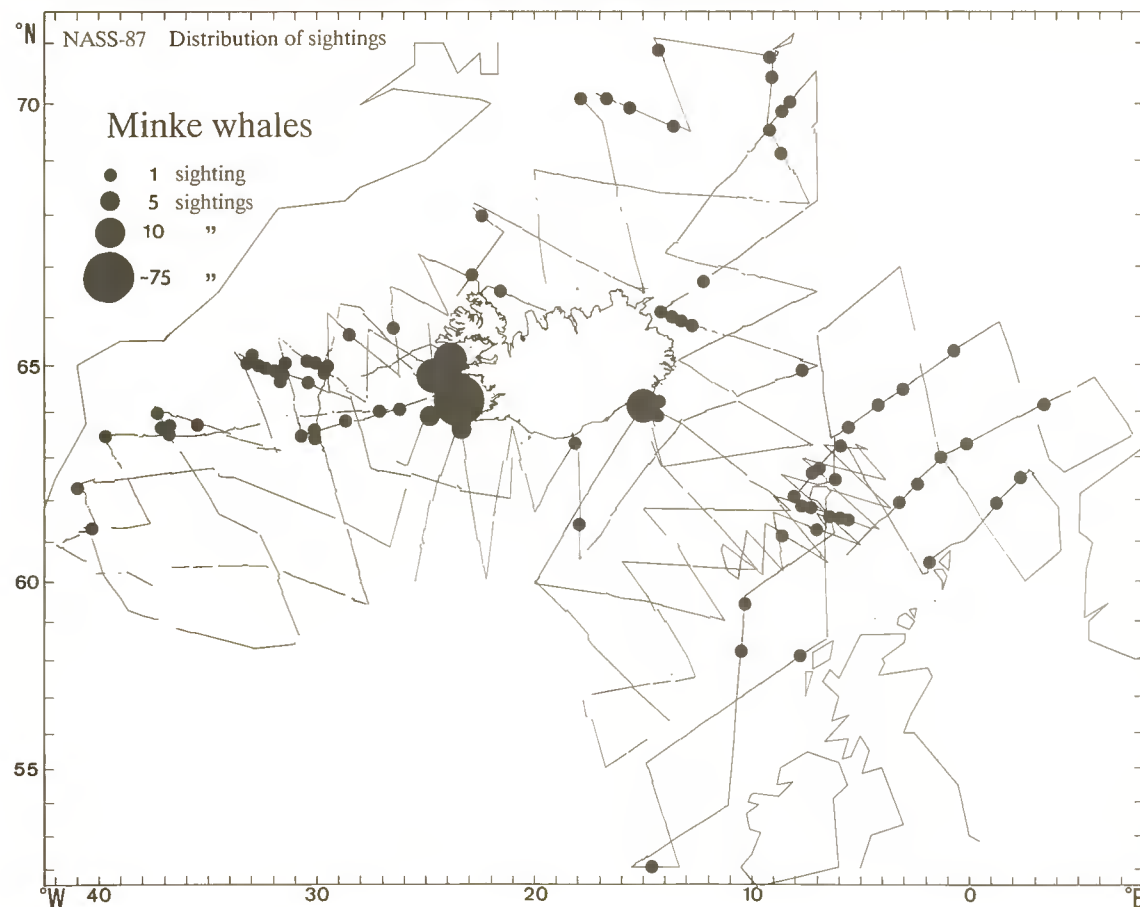 °N NASS-87 Distribution of sightings
70
Minke whales
1 sighting
5 sightings
10 "
~75 "
65
60
55
°W 40 30 20 10 0 °E